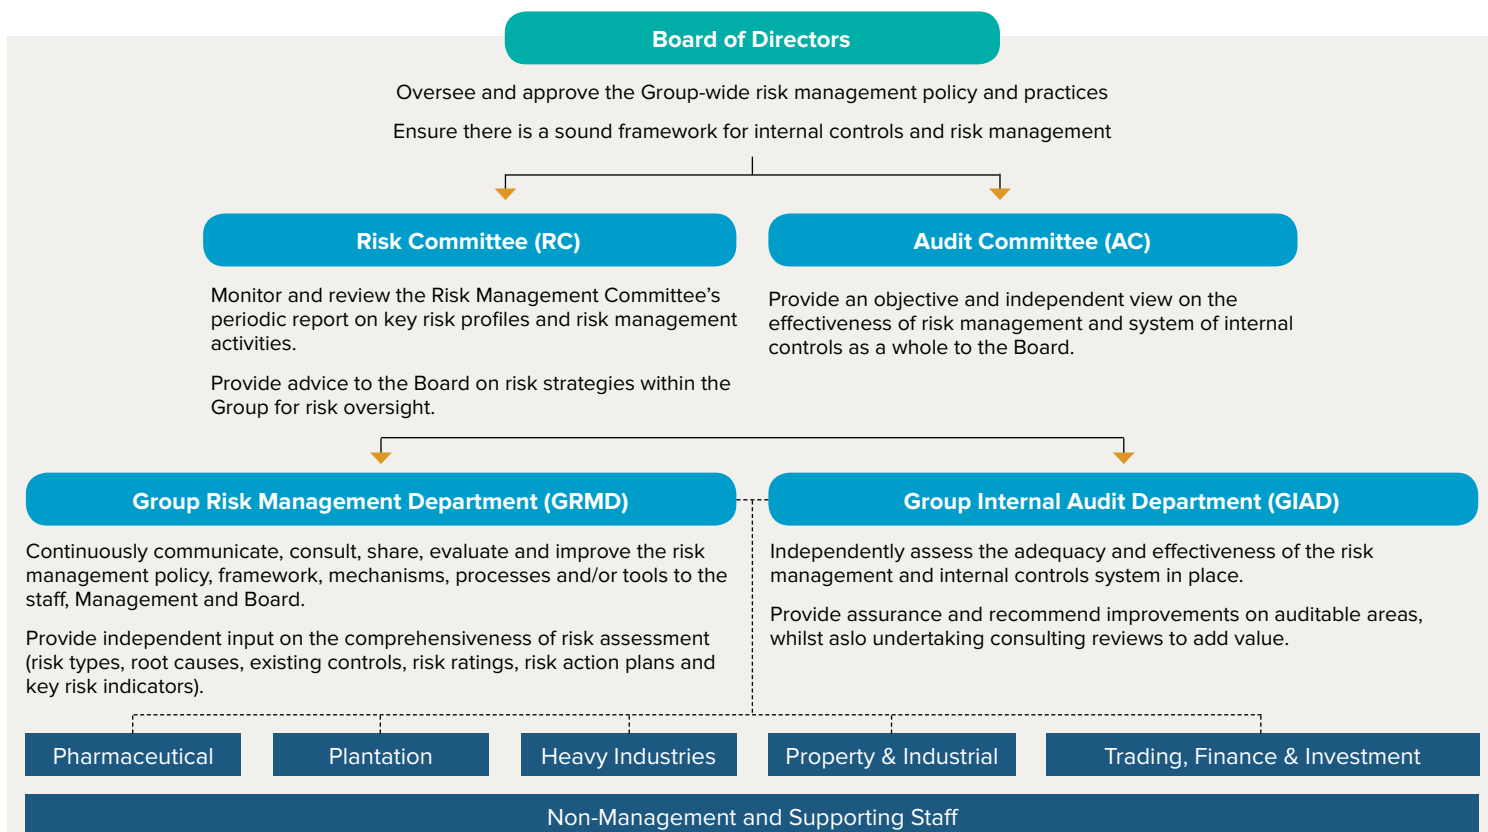 Board of Directors
Oversee and approve the Group-wide risk management policy and practices
Ensure there is a sound framework for internal controls and risk management
Risk Committee (RC)
Monitor and review the Risk Management Committee's
periodic report on key risk profiles and risk management
activities.
Provide advice to the Board on risk strategies within the
Group for risk oversight.
Audit Committee (AC)
Provide an objective and independent view on the
effectiveness of risk management and system of internal
controls as a whole to the Board.
Group Risk Management Department (GRMD)
Continuously communicate, consult, share, evaluate and improve the risk
management policy, framework, mechanisms, processes and/or tools to the
staff, Management and Board.
Provide independent input on the comprehensiveness of risk assessment
(risk types, root causes, existing controls, risk ratings, risk action plans and
key risk indicators).
Group Internal Audit Department (GIAD)
Independently assess the adequacy and effectiveness of the risk
management and internal controls system in place.
Provide assurance and recommend improvements on auditable areas,
whilst aslo undertaking consulting reviews to add value.
Pharmaceutical
Plantation
Heavy Industries
Property & Industrial
Trading, Finance & Investment
Non-Management and Supporting Staff